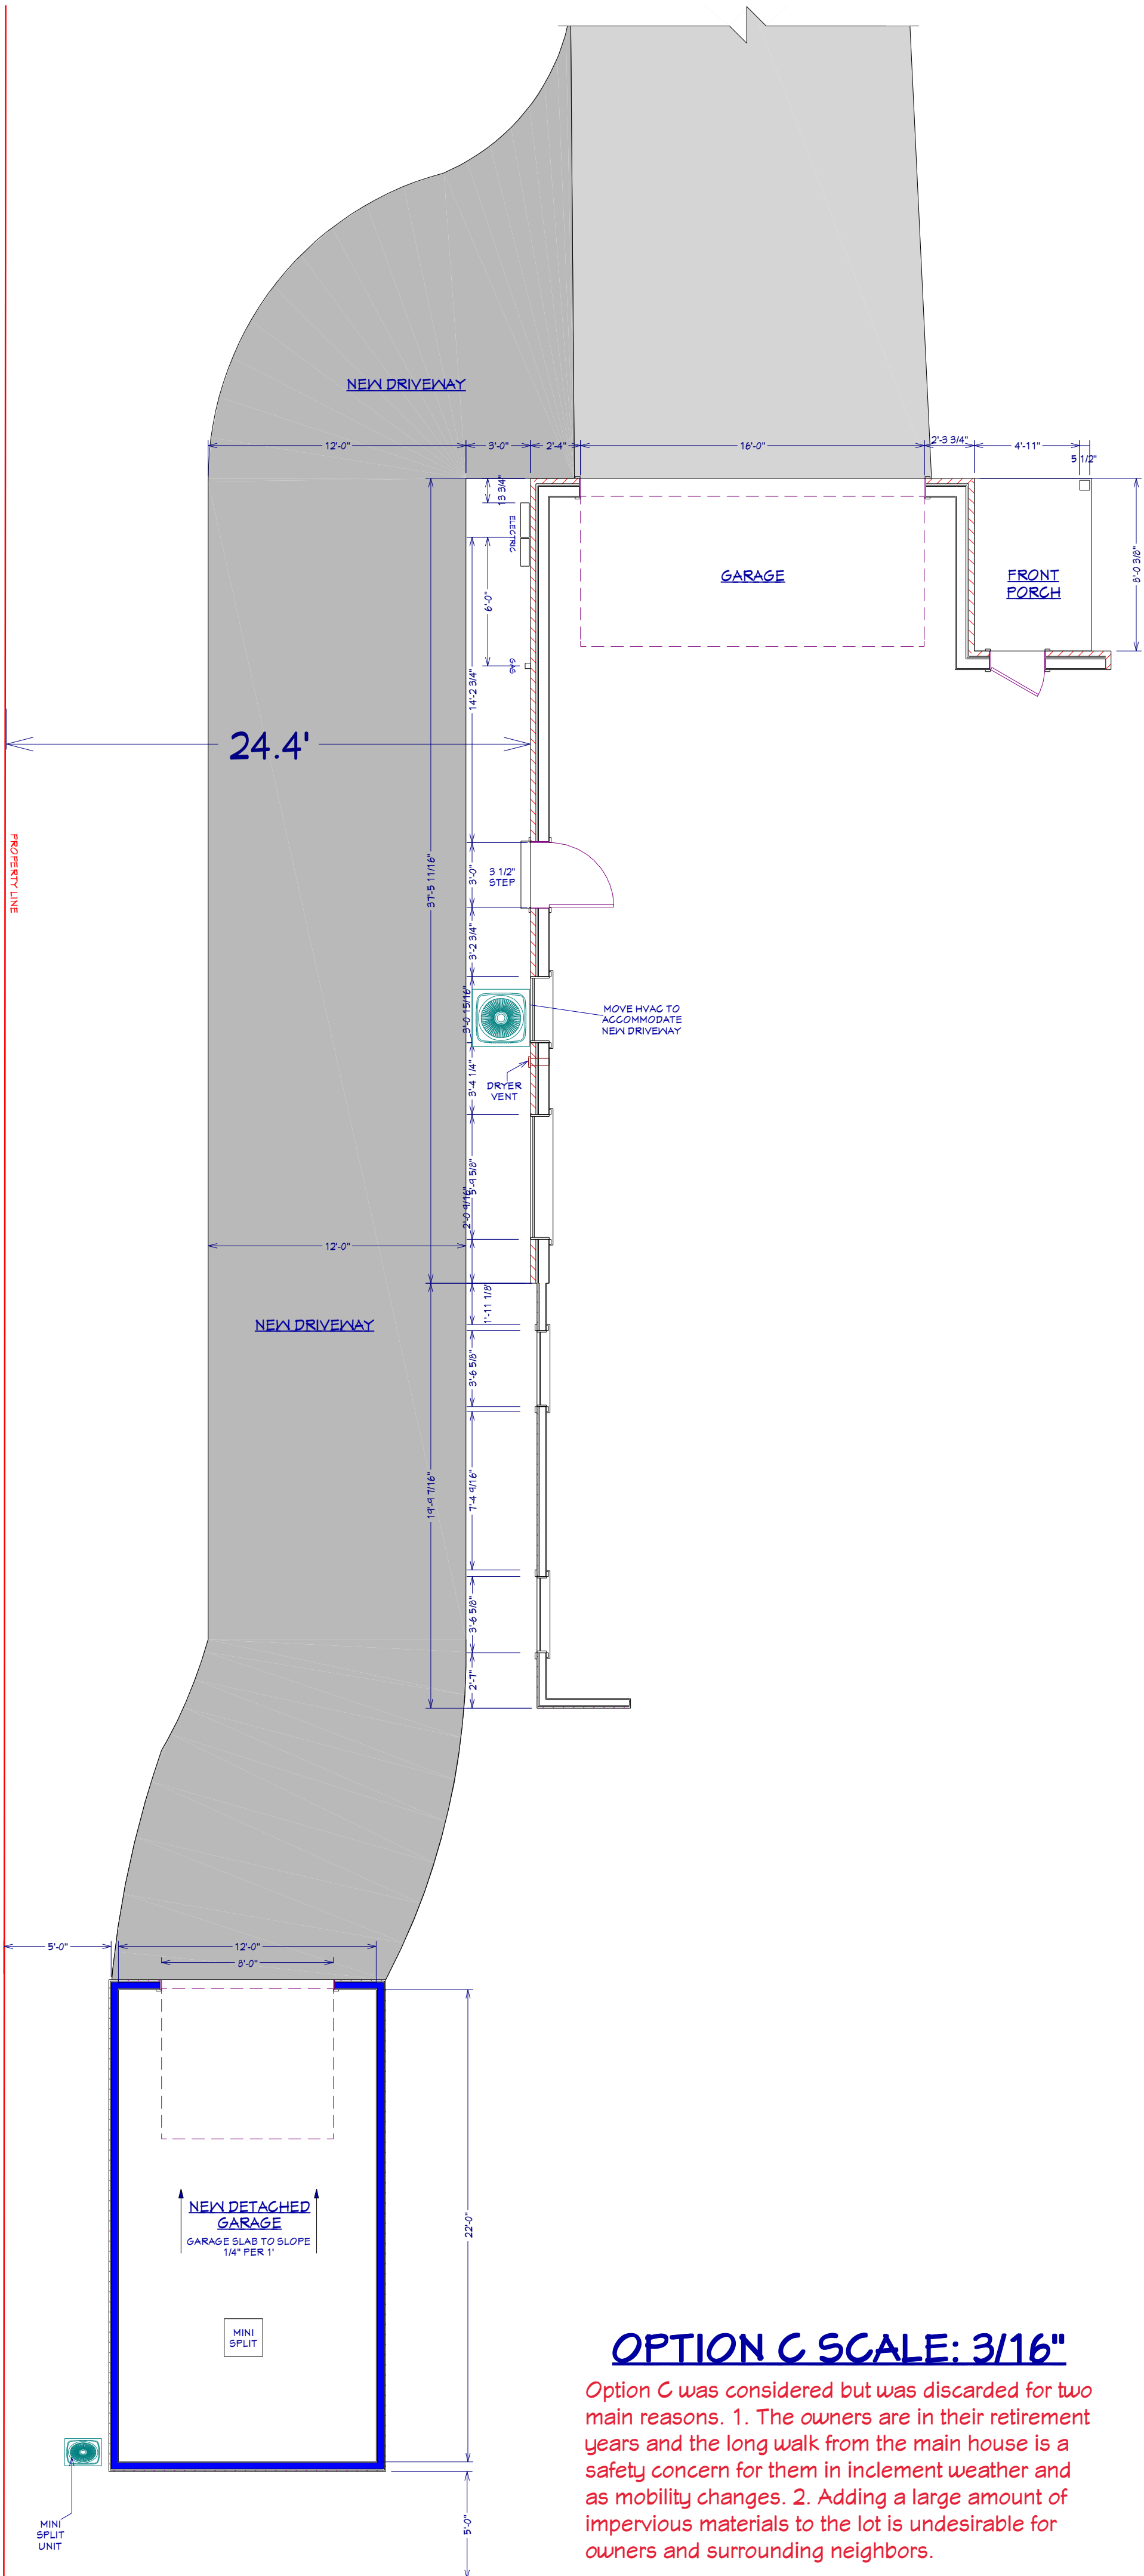 NEW DRIVEWAY
12'-0"
3'-0"
2'-4"
16'-0"
2'-3 3/4"
4'-11"
5 1/2"
13 3/4"
ELECTRIC
GARAGE
FRONT
PORCH
8'-0 3/8"
6'-0"
GAS
14'-2 3/4"
24.4'
PROPERTY LINE
37'-5 11/16"
3'-0"
3 1/2"
STEP
3'-2 3/4"
3'-0 15/16"
MOVE HVAC TO
ACCOMMODATE
NEW DRIVEWAY
3'-4 1/4"
DRYER
VENT
5'-9 5/8"
2'-0 9/16"
12'-0"
1'-11 1/8"
NEW DRIVEWAY
3'-6 5/8"
19'-9 7/16"
7'-4 9/16"
3'-6 5/8"
2'-7"
5'-0"
12'-0"
8'-0"
NEW DETACHED
GARAGE
GARAGE SLAB TO SLOPE
1/4" PER 1'
22'-0"
MINI
SPLIT
MINI
SPLIT
UNIT
5'-0"
OPTION C SCALE: 3/16"
Option C was considered but was discarded for two
main reasons. 1. The owners are in their retirement
years and the long walk from the main house is a
safety concern for them in inclement weather and
as mobility changes. 2. Adding a large amount of
impervious materials to the lot is undesirable for
owners and surrounding neighbors.